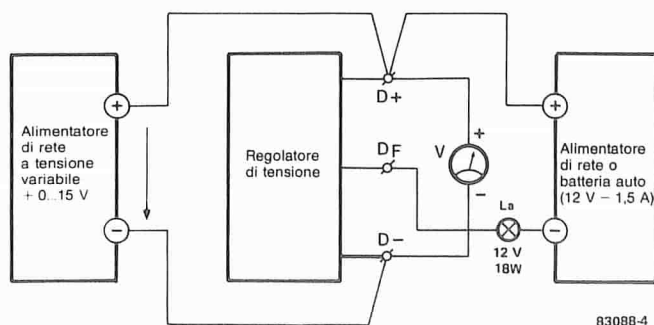 Alimentatore
di rete
a tensione
variabile
+ 0...15 V
+
−
Regolatore
di tensione
D+
DF
D−
V
+
−
La
12 V
18W
+
−
Alimentatore
di rete o
batteria auto
(12 V – 1,5 A)
83088-4